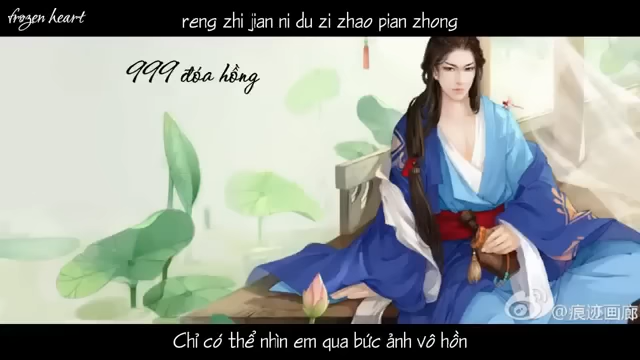 frozen heart
reng zhi jian ni du zi zhao pian zhong
999 đóa hồng
@痕迹画廊
Chỉ có thể nhìn em qua bức ảnh vô hồn